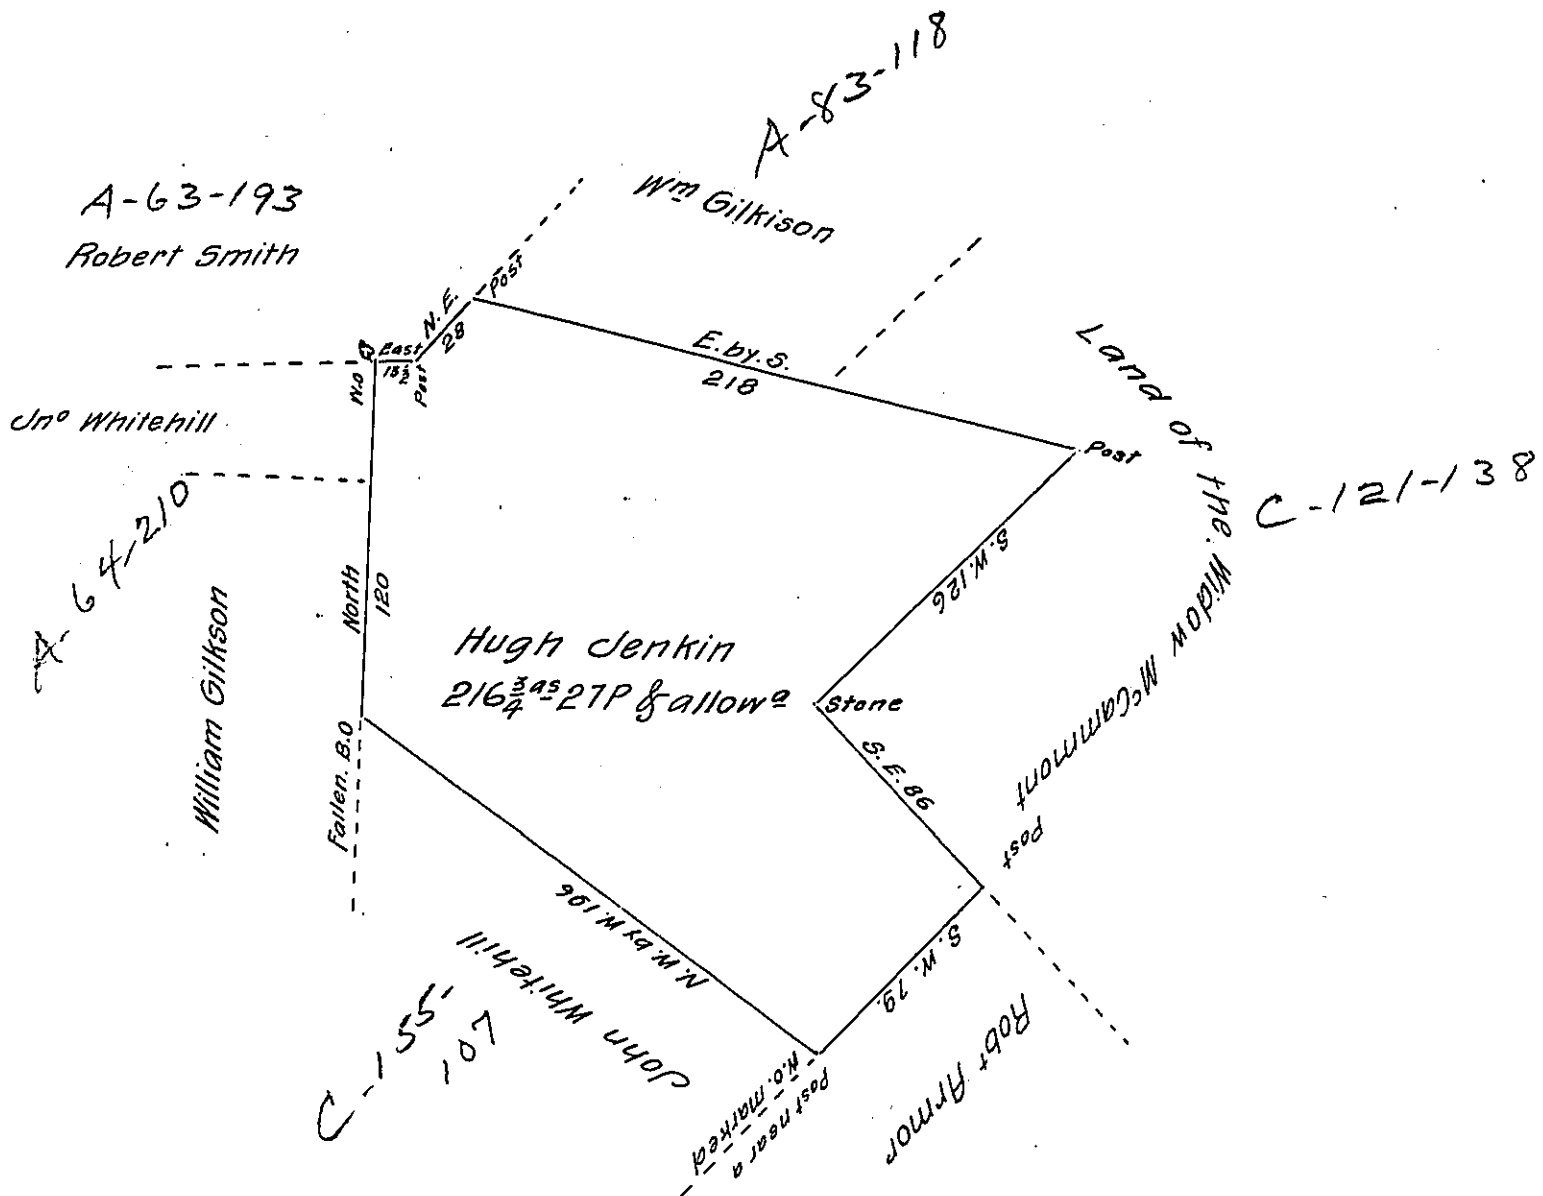 A-83-118
A-63-193
Robert Smith
Wm Gilkison
Post
N.E.
28
East
13½
Post
W.O
E. by. S.
218
Post
Land of the. Widow McCammont
C-121-138
Jno Whitehill
A-64-210
North
120
S.W. 126
Hugh Jenkin
216¾ as 27P & allowa
Stone
S.E. 86
Post
William Gilkson
Fallen. B.O
N.W. by W. 196
S. W. 79.
John Whitehill
C-155-
107
Post near a
N.O. marked
Robt Armor